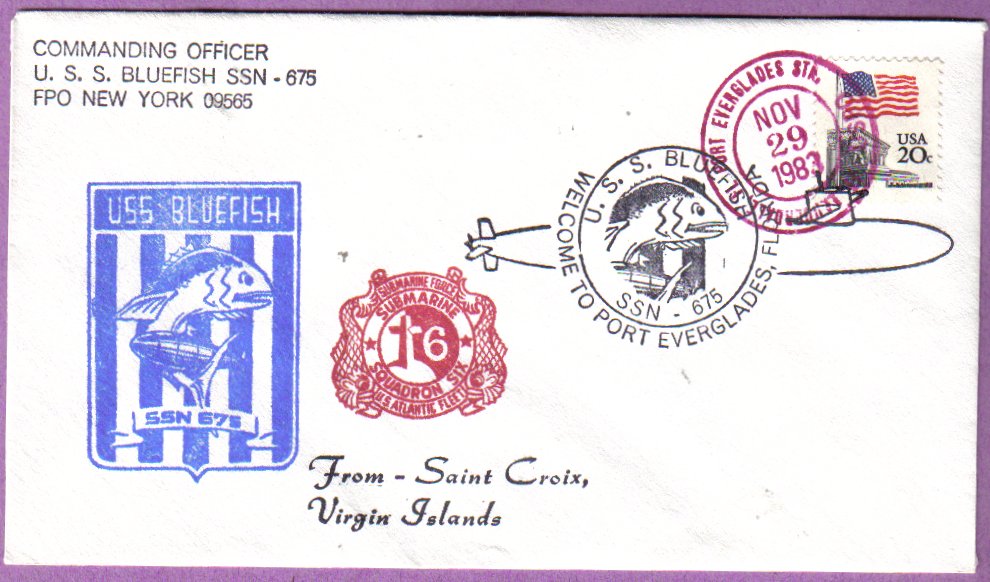 COMMANDING OFFICER
U. S. S. BLUEFISH SSN - 675
FPO NEW YORK 09565
PORT EVERGLADES STA.
NOV
29
1983
USA
20c
U. S. S. BLUEFISH
SSN - 675
WELCOME TO PORT EVERGLADES, FLORIDA
USS BLUEFISH
SSN 675
SUBMARINE FORCE
SUBMARINE
6
SQUADRON SIX
U.S. ATLANTIC FLEET
From - Saint Croix,
Virgin Islands